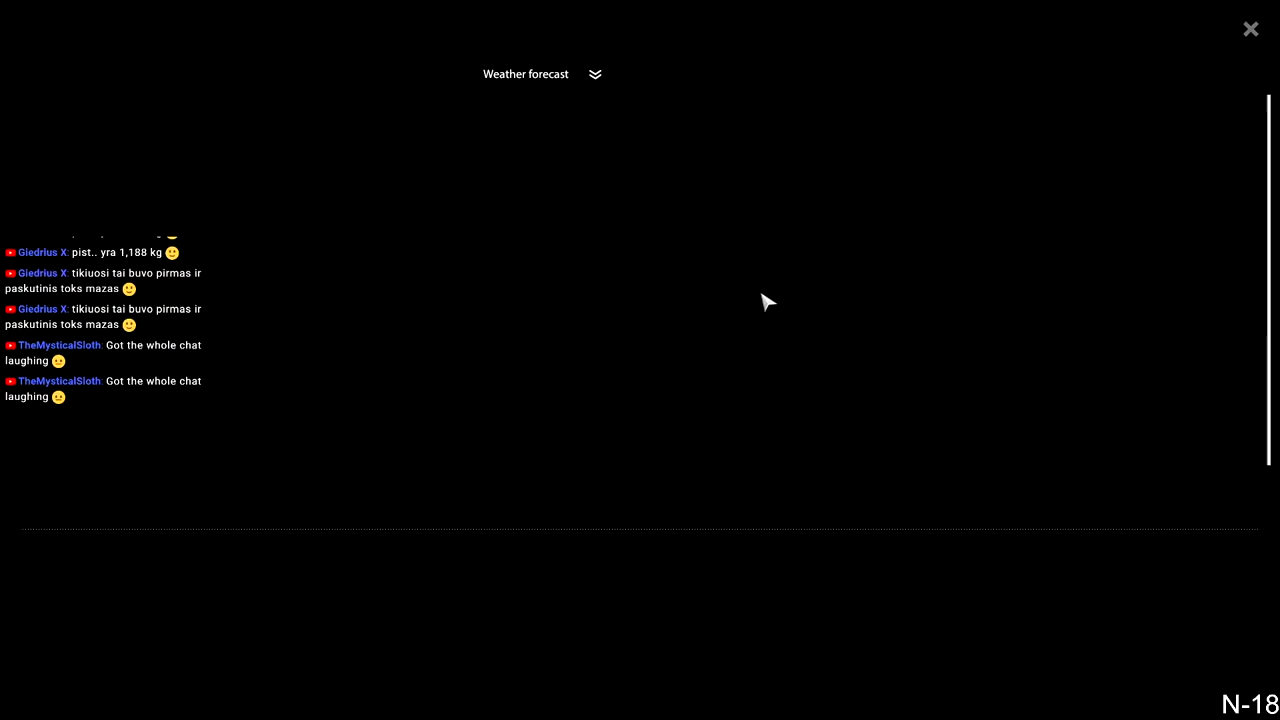 Weather forecast
Giedrius X: pist.. yra 1,188 kg 🙂
Giedrius X: tikiuosi tai buvo pirmas ir
paskutinis toks mazas 🙂
Giedrius X: tikiuosi tai buvo pirmas ir
paskutinis toks mazas 🙂
TheMysticalSloth: Got the whole chat
laughing 😐
TheMysticalSloth: Got the whole chat
laughing 😐
N-18